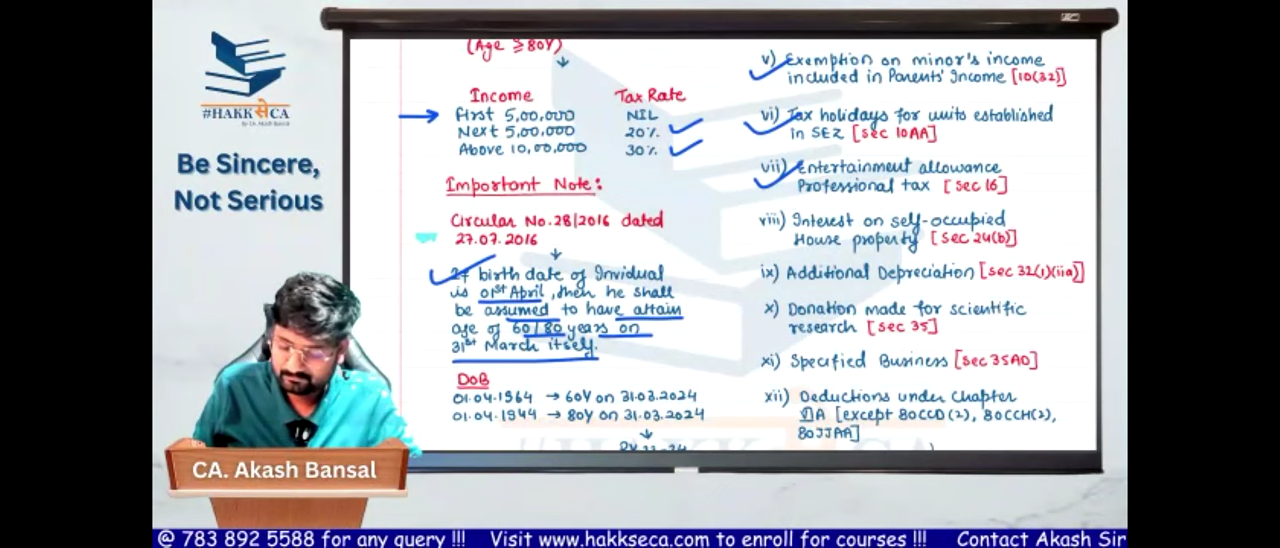 #HAKKसेCA
by CA. Akash Bansal
Be Sincere,
Not Serious
CA. Akash Bansal
(Age ≥80Y)
↓
Income Tax Rate
First 5,00,000 NIL
Next 5,00,000 20%
Above 10,00,000 30%
Important Note:
Circular No.28/2016 dated
27.07.2016
↓
If birth date of Invidual
is 01st April, then he shall
be assumed to have attain
age of 60/80 years on
31st March itself.
DoB
01.04.1964 → 60Y on 31.03.2024
01.04.1944 → 80Y on 31.03.2024
↓
v) Exemption on minor's income
included in Parents' Income [10(32)]
vi) Tax holidays for units established
in SEZ [sec 10AA]
vii) Entertainment allowance
Professional tax [sec 16]
viii) Interest on self-occupied
House property [sec 24(b)]
ix) Additional Depreciation [sec 32(1)(iia)]
x) Donation made for scientific
research [sec 35]
xi) Specified Business [sec 35AD]
xii) Deductions under chapter
VIA [except 80CCD(2), 80CCH(2),
80JJAA]
@ 783 892 5588 for any query !!! Visit www.hakkseca.com to enroll for courses !!! Contact Akash Sir